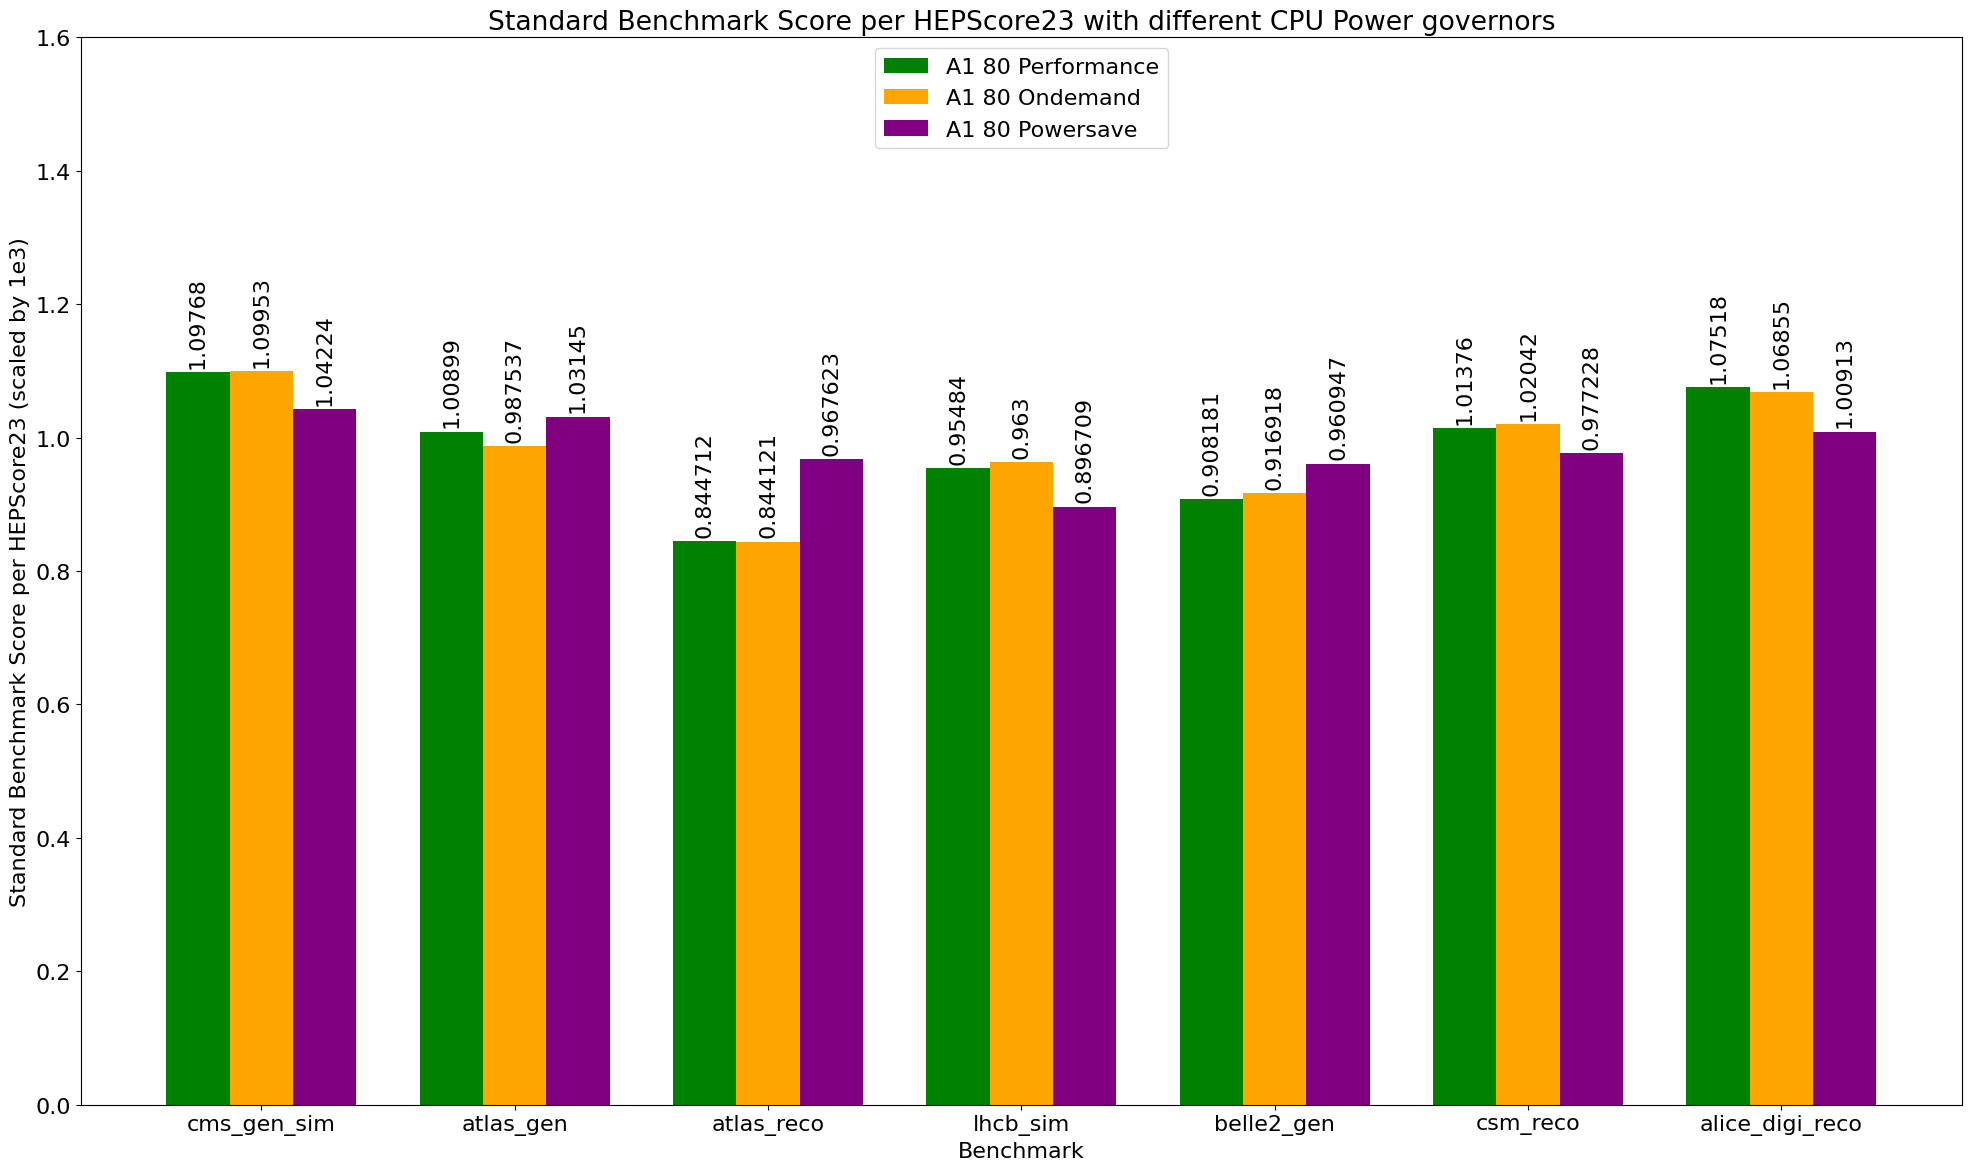 Standard Benchmark Score per HEPScore23 with different CPU Power governors
A1 80 Performance
A1 80 Ondemand
A1 80 Powersave
Standard Benchmark Score per HEPScore23 (scaled by 1e3)
1.6
1.4
1.2
1.0
0.8
0.6
0.4
0.2
0.0
1.09768
1.09953
1.04224
1.00899
0.987537
1.03145
0.844712
0.844121
0.967623
0.95484
0.963
0.896709
0.908181
0.916918
0.960947
1.01376
1.02042
0.977228
1.07518
1.06855
1.00913
cms_gen_sim
atlas_gen
atlas_reco
lhcb_sim
belle2_gen
csm_reco
alice_digi_reco
Benchmark